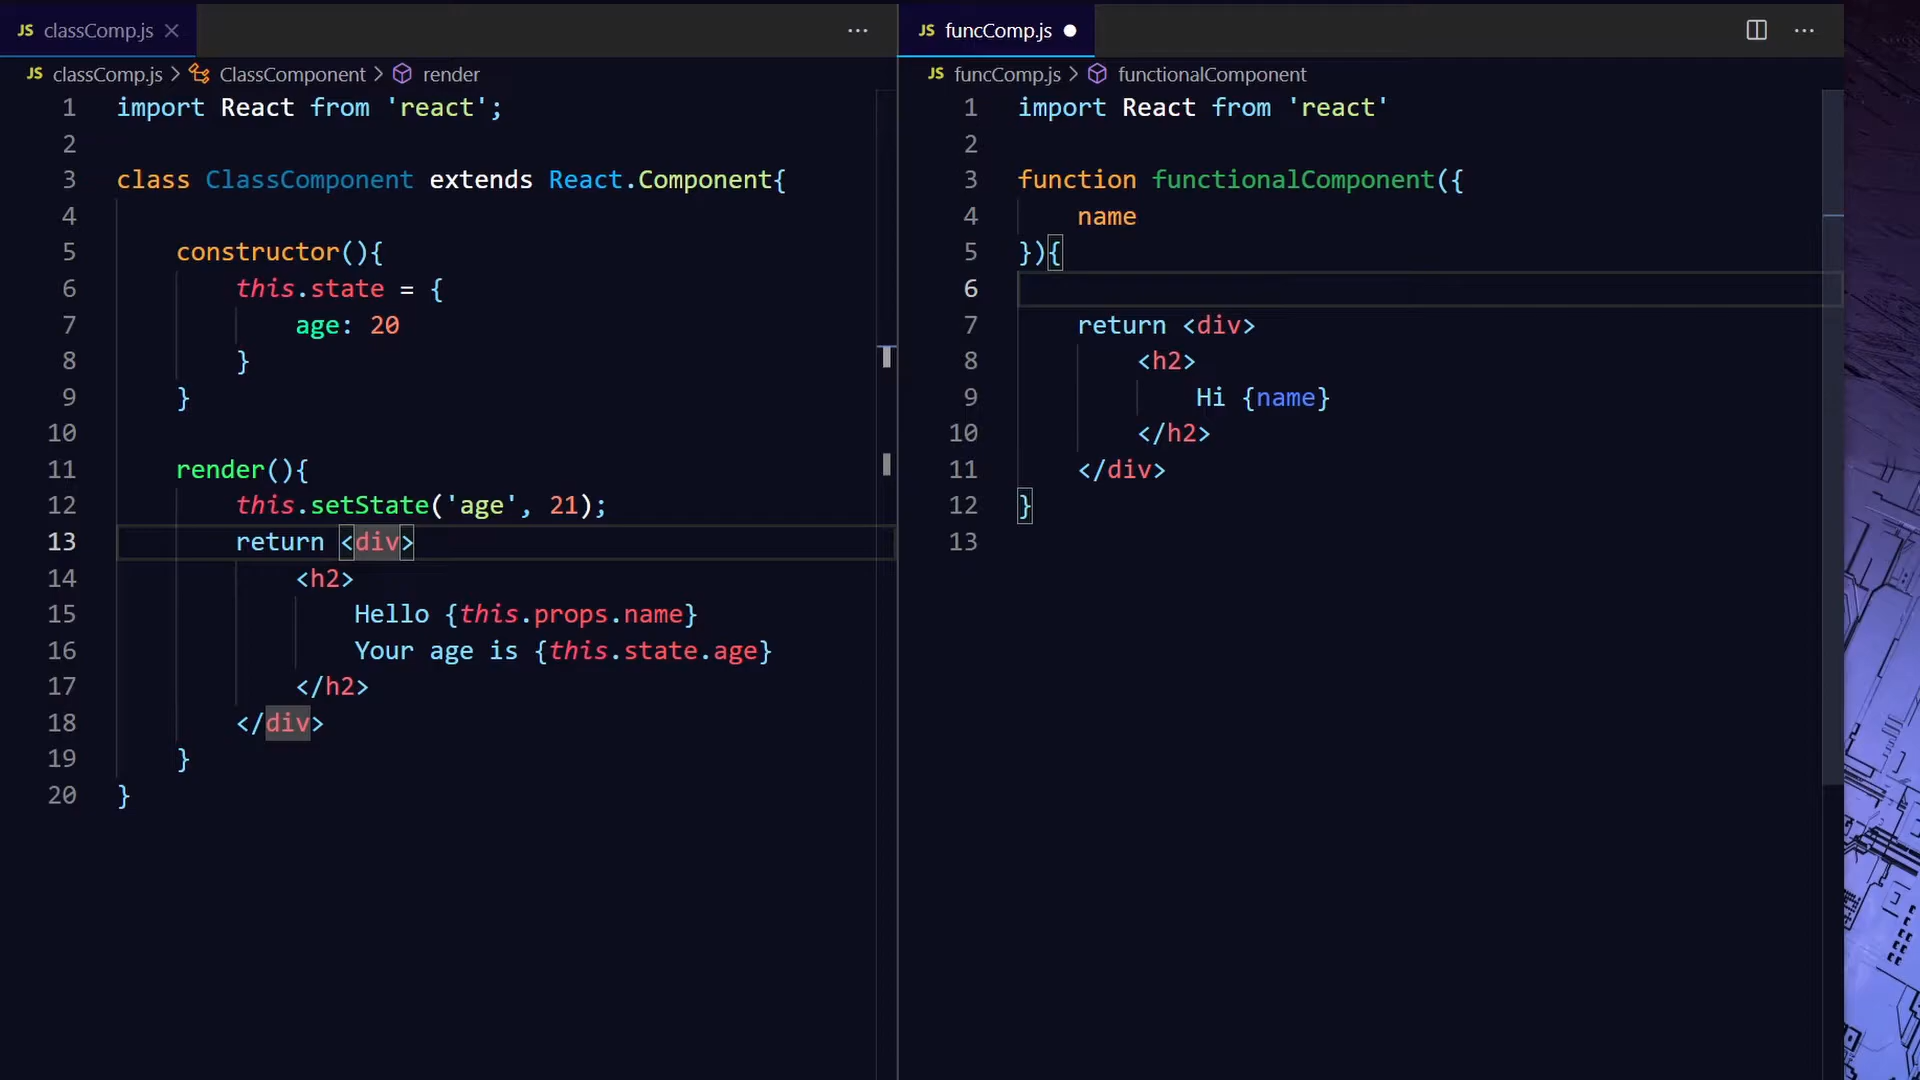 JS classComp.js × ···
JS classComp.js > ClassComponent > render
1 import React from 'react';
2
3 class ClassComponent extends React.Component{
4
5 constructor(){
6 this.state = {
7 age: 20
8 }
9 }
10
11 render(){
12 this.setState('age', 21);
13 return <div>
14 <h2>
15 Hello {this.props.name}
16 Your age is {this.state.age}
17 </h2>
18 </div>
19 }
20 }
JS funcComp.js ● ···
JS funcComp.js > functionalComponent
1 import React from 'react'
2
3 function functionalComponent({
4 name
5 }){
6
7 return <div>
8 <h2>
9 Hi {name}
10 </h2>
11 </div>
12 }
13